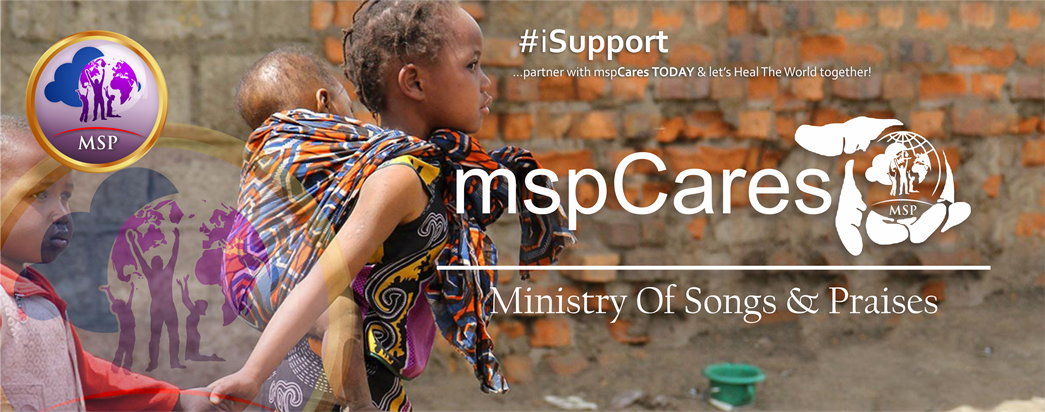 #iSupport
...partner with mspCares TODAY & let's Heal The World together!
MSP
mspCares
MSP
Ministry Of Songs & Praises